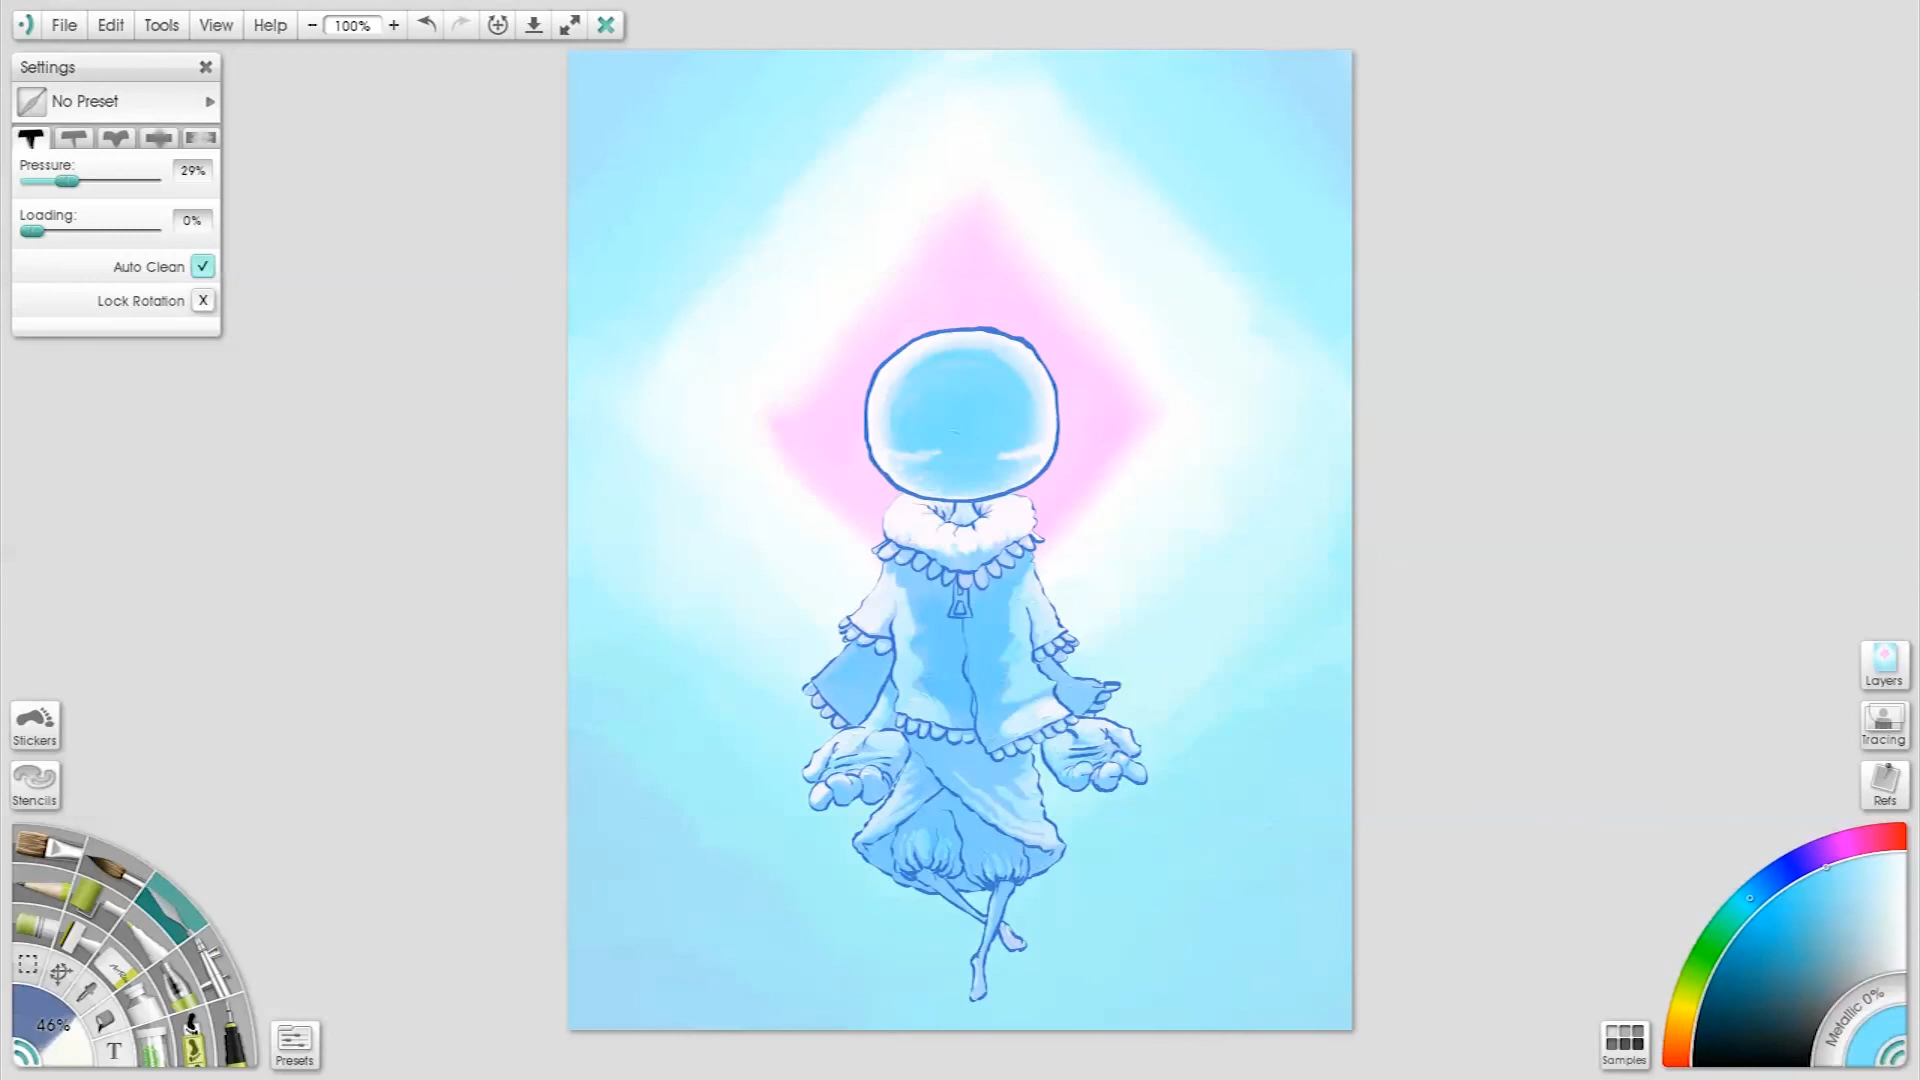 File Edit Tools View Help − 100% +
Settings
No Preset
Pressure:
29%
Loading:
0%
Auto Clean
Lock Rotation X
Stickers
Stencils
46%
T
Presets
Layers
Tracing
Refs
Metallic 0%
Samples